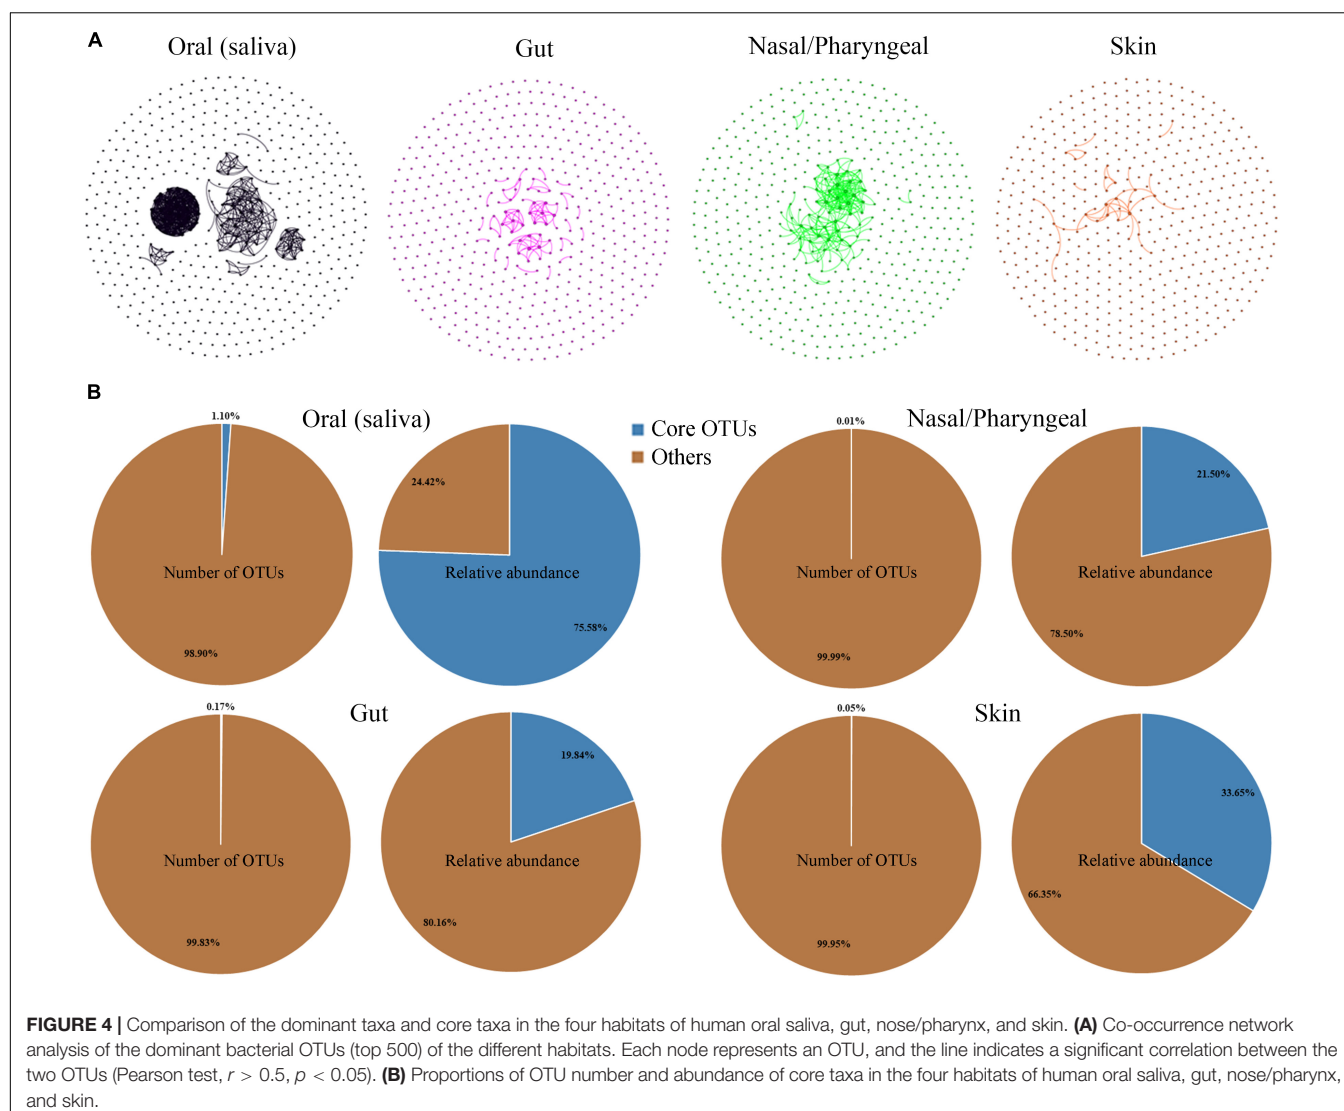 A
Oral (saliva)
Gut
Nasal/Pharyngeal
Skin
B
Oral (saliva)
1.10%
Number of OTUs
98.90%
24.42%
Relative abundance
75.58%
Core OTUs
Others
Nasal/Pharyngeal
0.01%
Number of OTUs
99.99%
21.50%
Relative abundance
78.50%
Gut
0.17%
Number of OTUs
99.83%
19.84%
Relative abundance
80.16%
Skin
0.05%
Number of OTUs
99.95%
33.65%
Relative abundance
66.35%
FIGURE 4 | Comparison of the dominant taxa and core taxa in the four habitats of human oral saliva, gut, nose/pharynx, and skin. (A) Co-occurrence network
analysis of the dominant bacterial OTUs (top 500) of the different habitats. Each node represents an OTU, and the line indicates a significant correlation between the
two OTUs (Pearson test, r > 0.5, p < 0.05). (B) Proportions of OTU number and abundance of core taxa in the four habitats of human oral saliva, gut, nose/pharynx,
and skin.